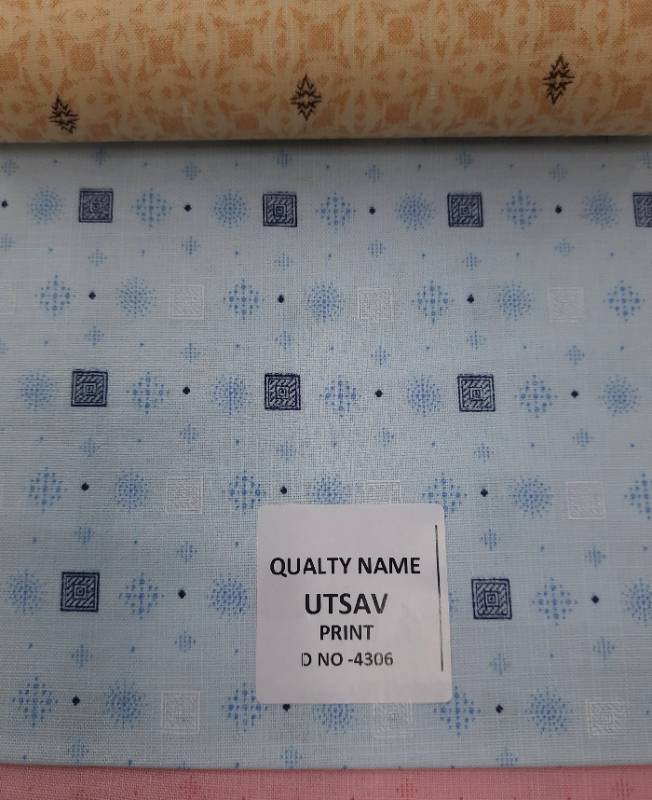 QUALTY NAME
UTSAV
PRINT
D NO -4306